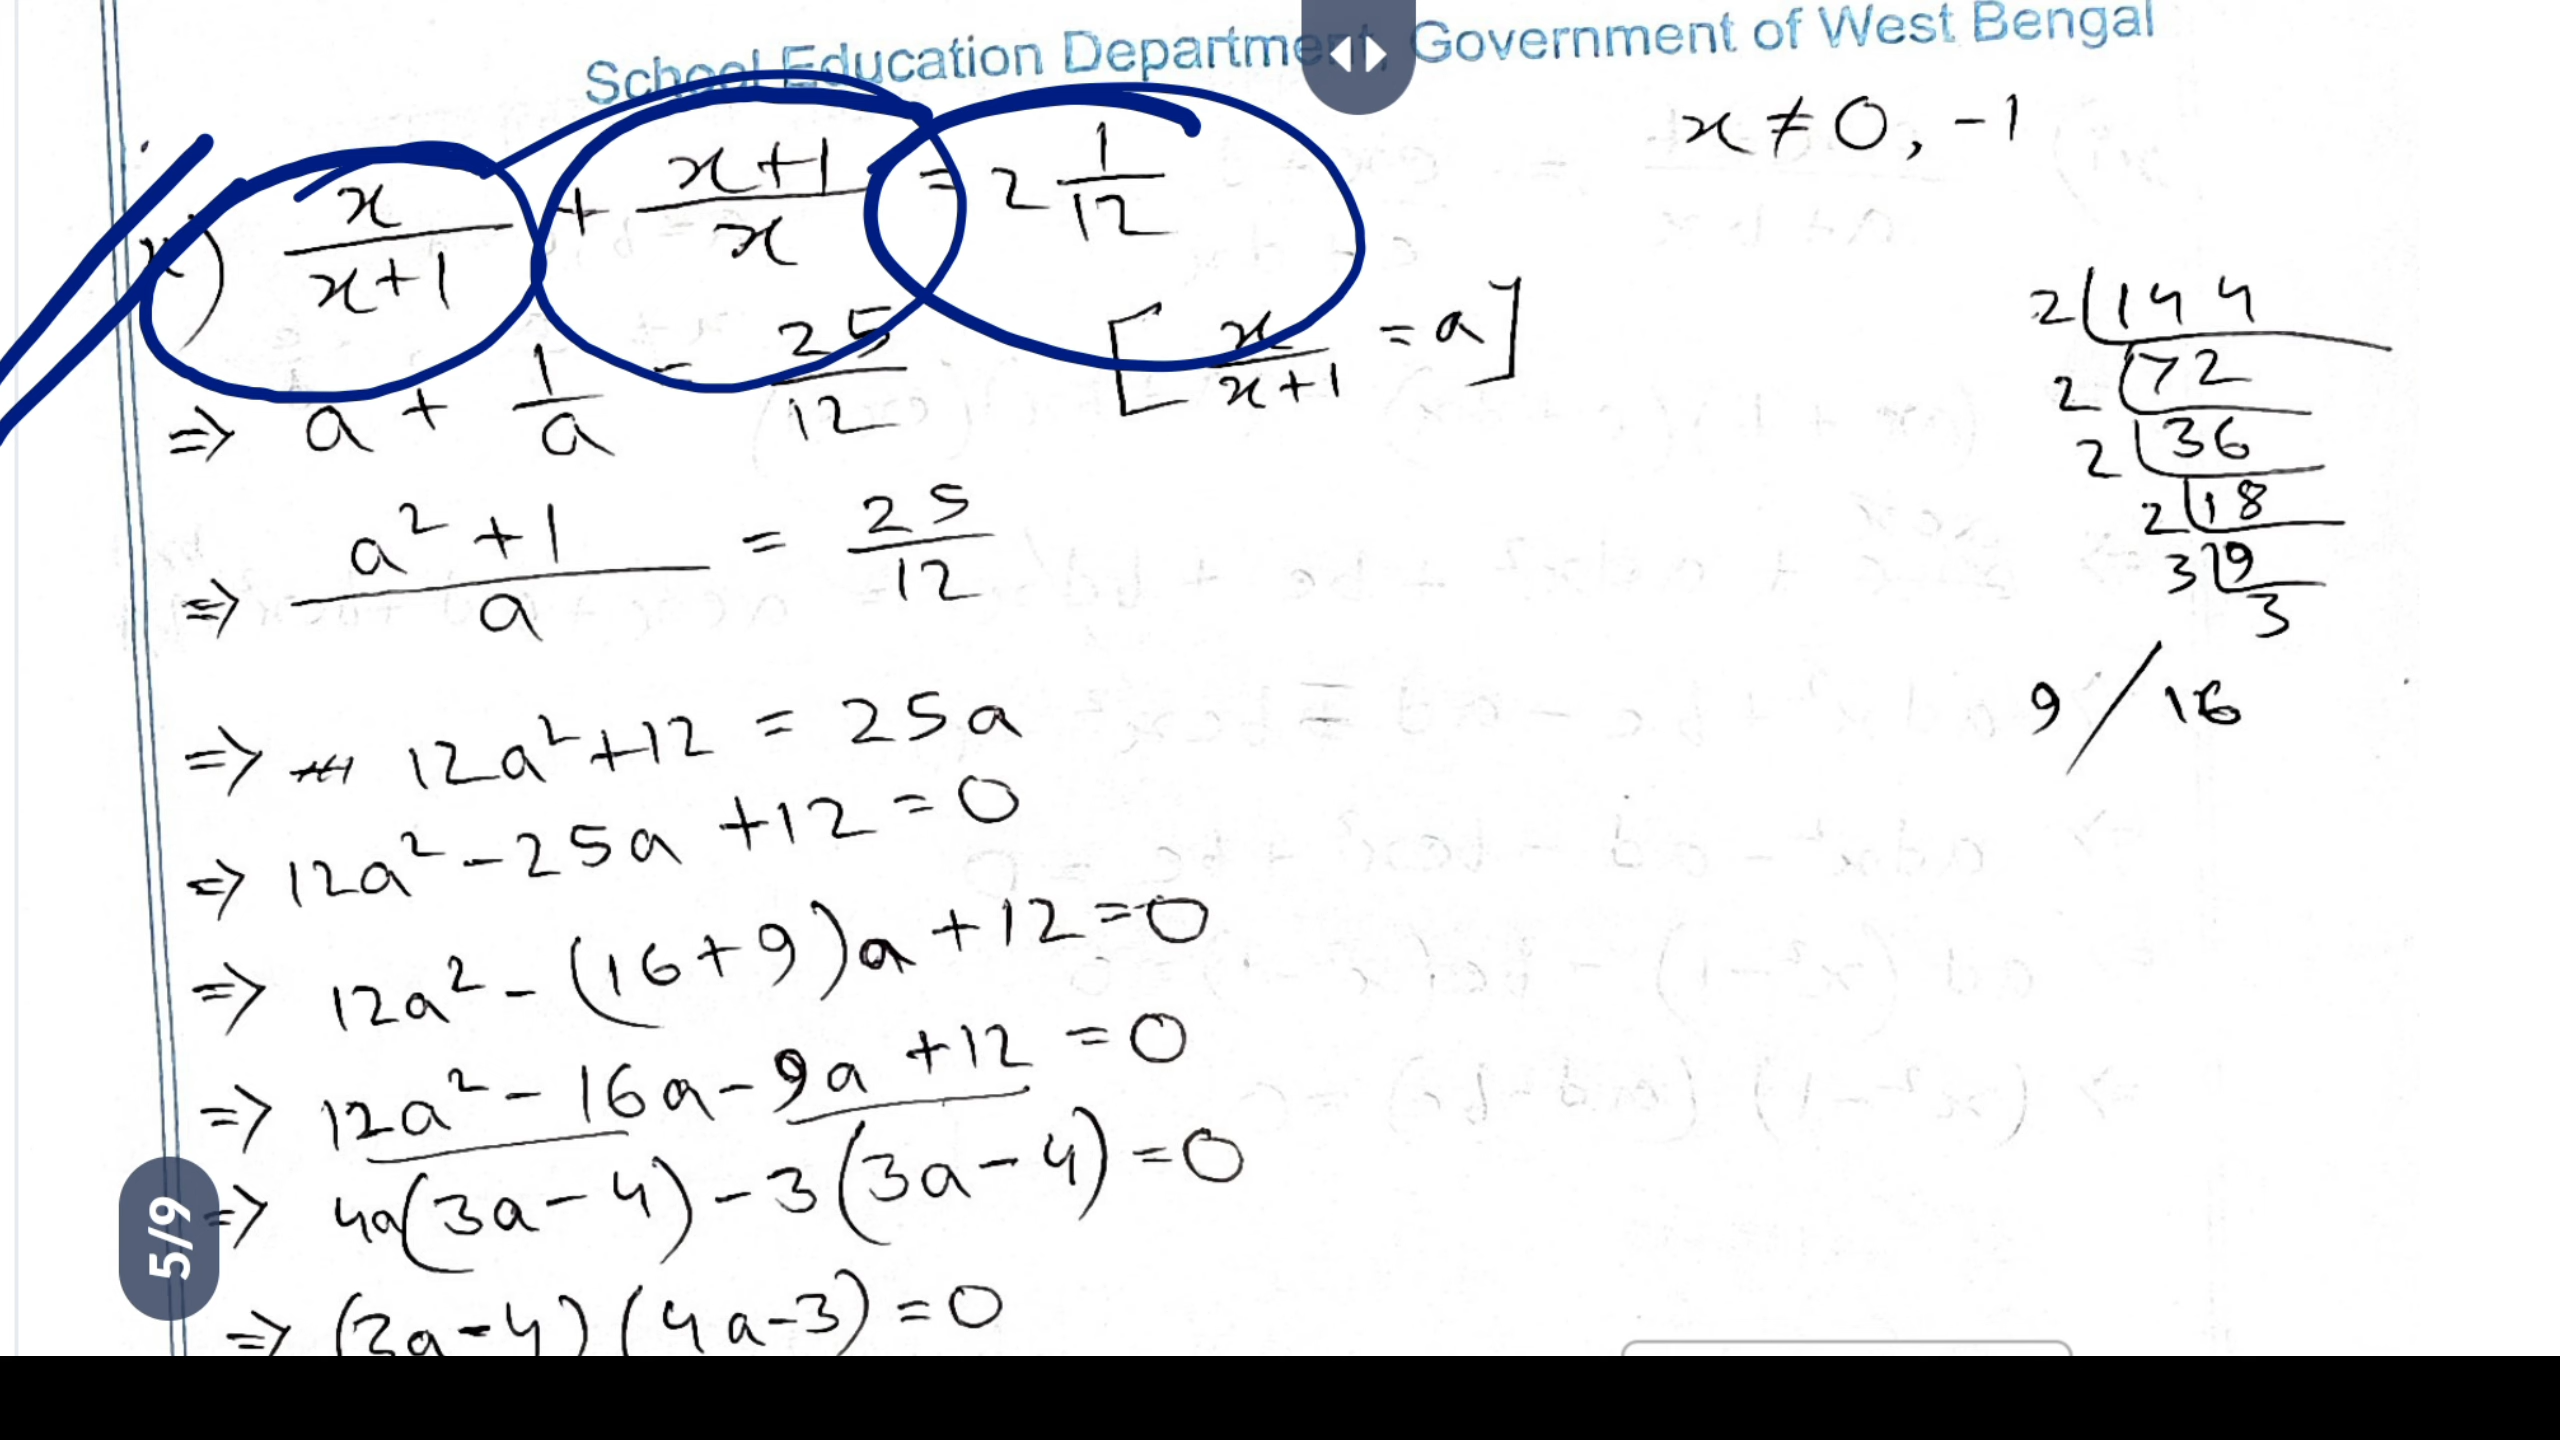 School Education Department, Government of West Bengal
x ≠ 0, -1
x) x/(x+1) + (x+1)/x = 2 1/12
⇒ a + 1/a = 25/12 [x/(x+1) = a]
⇒ (a² + 1)/a = 25/12
⇒ 12a² + 12 = 25a
⇒ 12a² - 25a + 12 = 0
⇒ 12a² - (16 + 9)a + 12 = 0
⇒ 12a² - 16a - 9a + 12 = 0
⇒ 4a(3a - 4) - 3(3a - 4) = 0
⇒ (3a - 4)(4a - 3) = 0
2 | 144
2 | 72
2 | 36
2 | 18
3 | 9
3
9 / 16
5/9